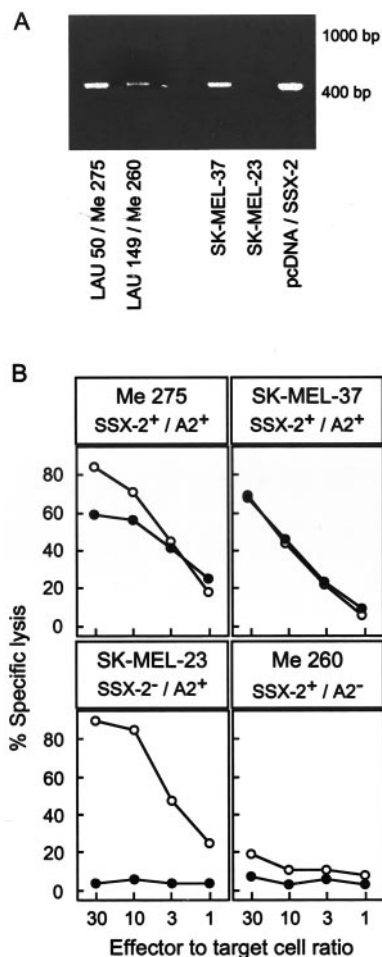 A
1000 bp
400 bp
LAU 50 / Me 275
LAU 149 / Me 260
SK-MEL-37
SK-MEL-23
pcDNA / SSX-2
B
Me 275
SSX-2⁺ / A2⁺
SK-MEL-37
SSX-2⁺ / A2⁺
80
60
40
20
SK-MEL-23
SSX-2⁻ / A2⁺
Me 260
SSX-2⁺ / A2⁻
80
40
20
0
% Specific lysis
30 10 3 1
30 10 3 1
Effector to target cell ratio